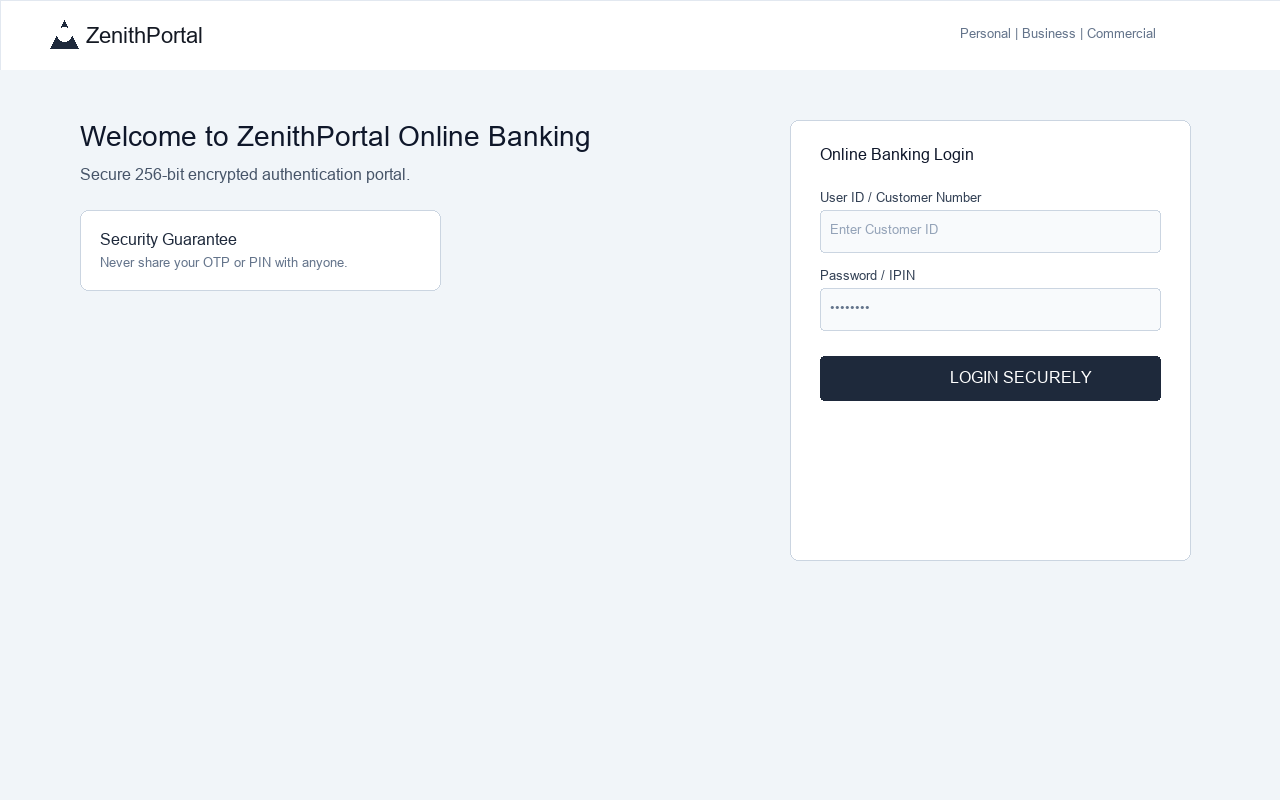 ZenithPortal
Personal | Business | Commercial
Welcome to ZenithPortal Online Banking
Secure 256-bit encrypted authentication portal.
Security Guarantee
Never share your OTP or PIN with anyone.
Online Banking Login
User ID / Customer Number
Enter Customer ID
Password / IPIN
••••••••
LOGIN SECURELY